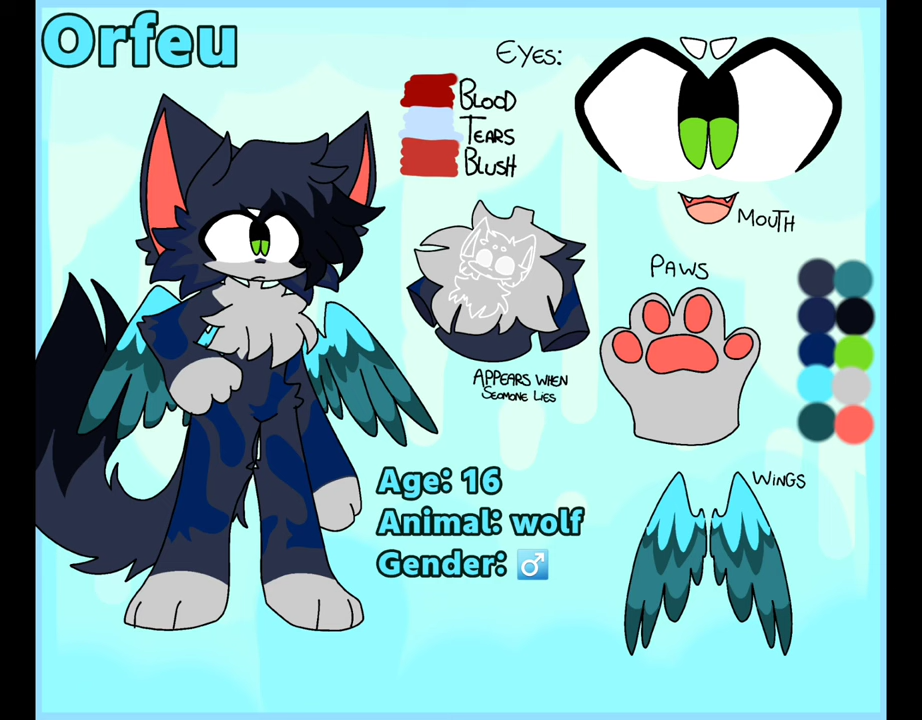 Orfeu
EYES:
BLOOD
TEARS
BLUSH
MOUTH
PAWS
APPEARS WHEN
SEOMONE LIES
WINGS
Age: 16
Animal: wolf
Gender: ♂